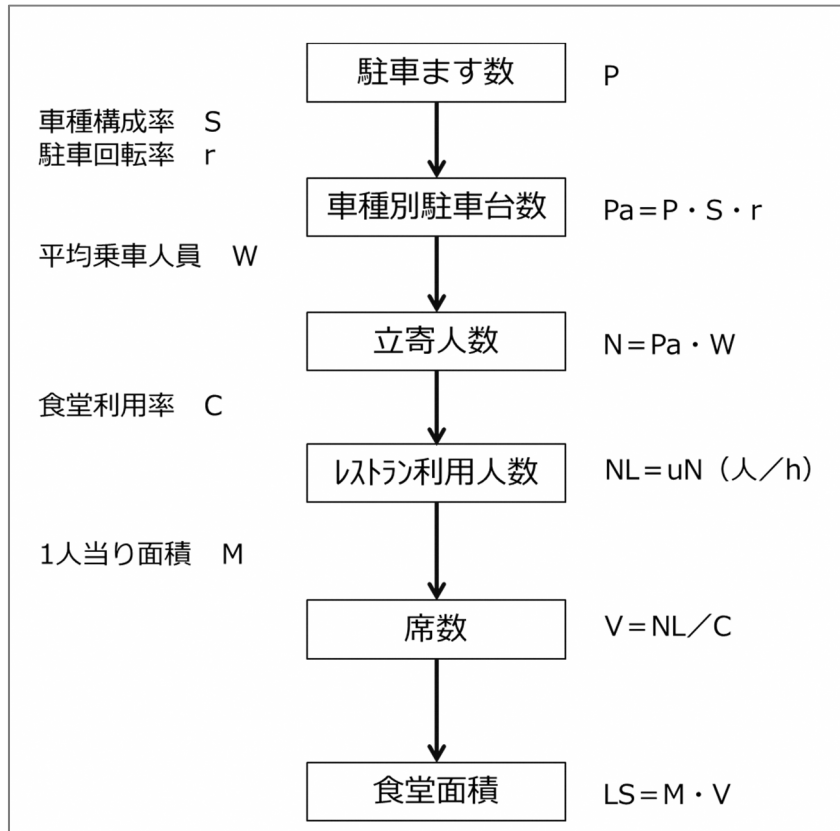 駐車ます数 P
車種構成率 S
駐車回転率 r
車種別駐車台数 Pa=P・S・r
平均乗車人員 W
立寄人数 N=Pa・W
食堂利用率 C
ﾚｽﾄﾗﾝ利用人数 NL=uN（人／h）
1人当り面積 M
席数 V=NL／C
食堂面積 LS=M・V